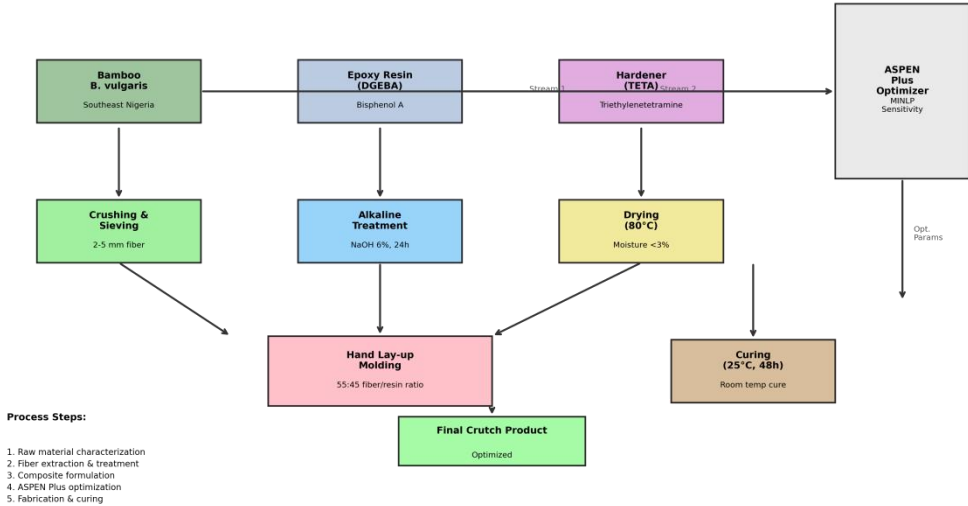 Bamboo
B. vulgaris
Southeast Nigeria
Epoxy Resin
(DGEBA)
Bisphenol A
Stream 1
Hardener
(TETA)
Triethylenetetramine
Stream 2
ASPEN
Plus
Optimizer
MINLP
Sensitivity
Crushing &
Sieving
2-5 mm fiber
Alkaline
Treatment
NaOH 6%, 24h
Drying
(80°C)
Moisture <3%
Opt.
Params
Hand Lay-up
Molding
55:45 fiber/resin ratio
Curing
(25°C, 48h)
Room temp cure
Final Crutch Product
Optimized
Process Steps:
1. Raw material characterization
2. Fiber extraction & treatment
3. Composite formulation
4. ASPEN Plus optimization
5. Fabrication & curing